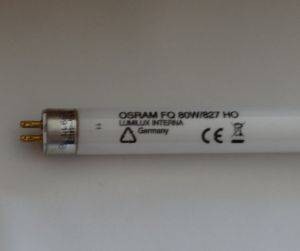 OSRAM FQ 80W/827 HO
LUMILUX INTERNA
Germany
CE